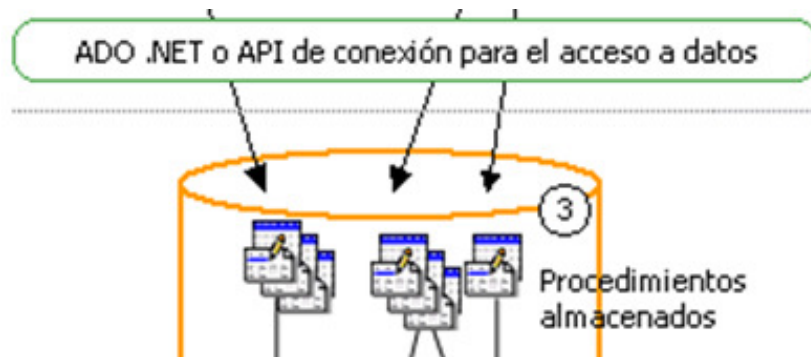 ADO .NET o API de conexión para el acceso a datos
3
Procedimientos
almacenados